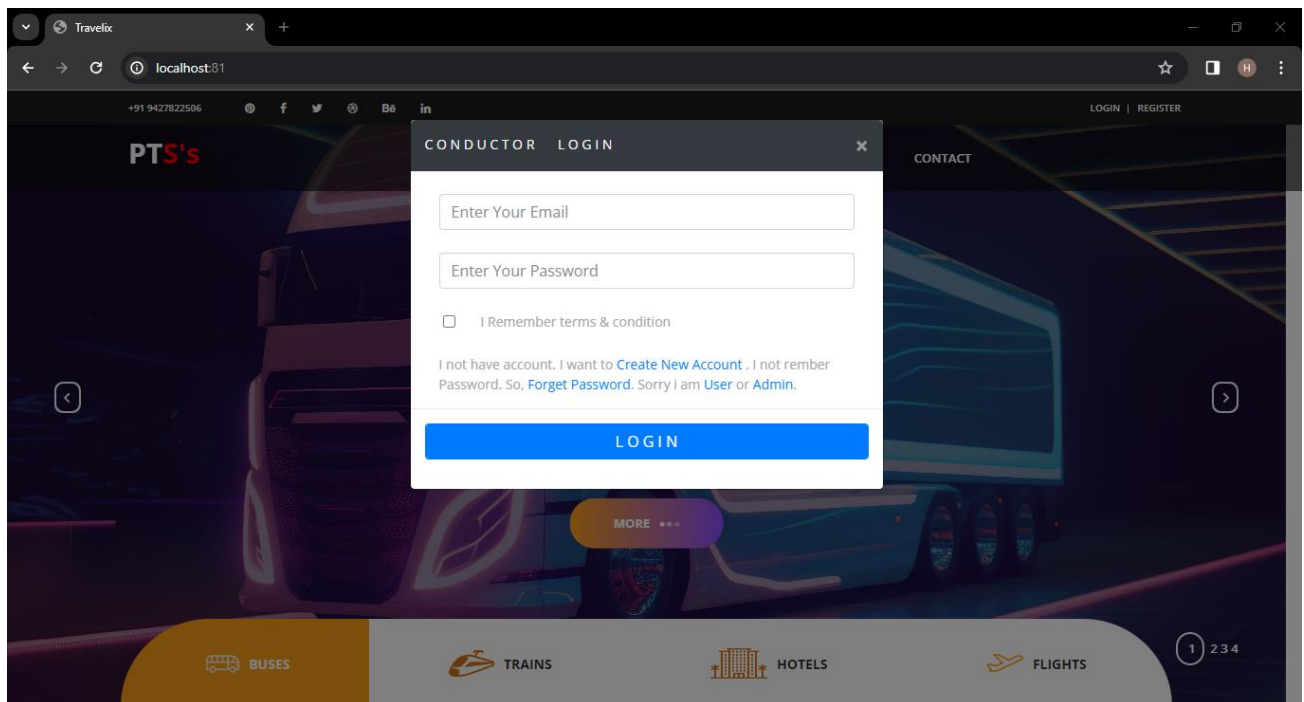 Travelix
localhost:81
H
+91 9427822506 f Bē in LOGIN | REGISTER
PTS's
CONTACT
CONDUCTOR LOGIN
Enter Your Email
Enter Your Password
I Remember terms & condition
I not have account. I want to Create New Account . I not rember
Password. So, Forget Password. Sorry i am User or Admin.
LOGIN
MORE
BUSES
TRAINS
HOTELS
FLIGHTS
1 2 3 4